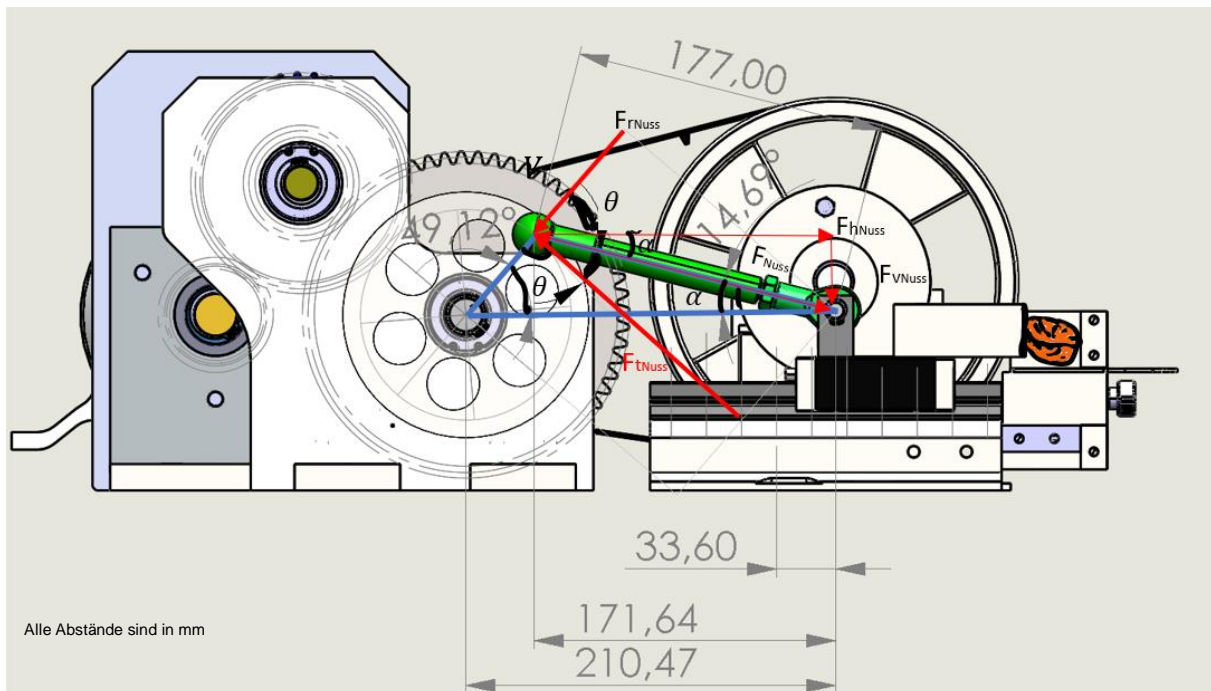 177,00
FrNuss
γ
θ
14,69°
49,12°
FhNuss
α
FNuss
FVNuss
θ
α
FtNuss
33,60
171,64
Alle Abstände sind in mm
210,47